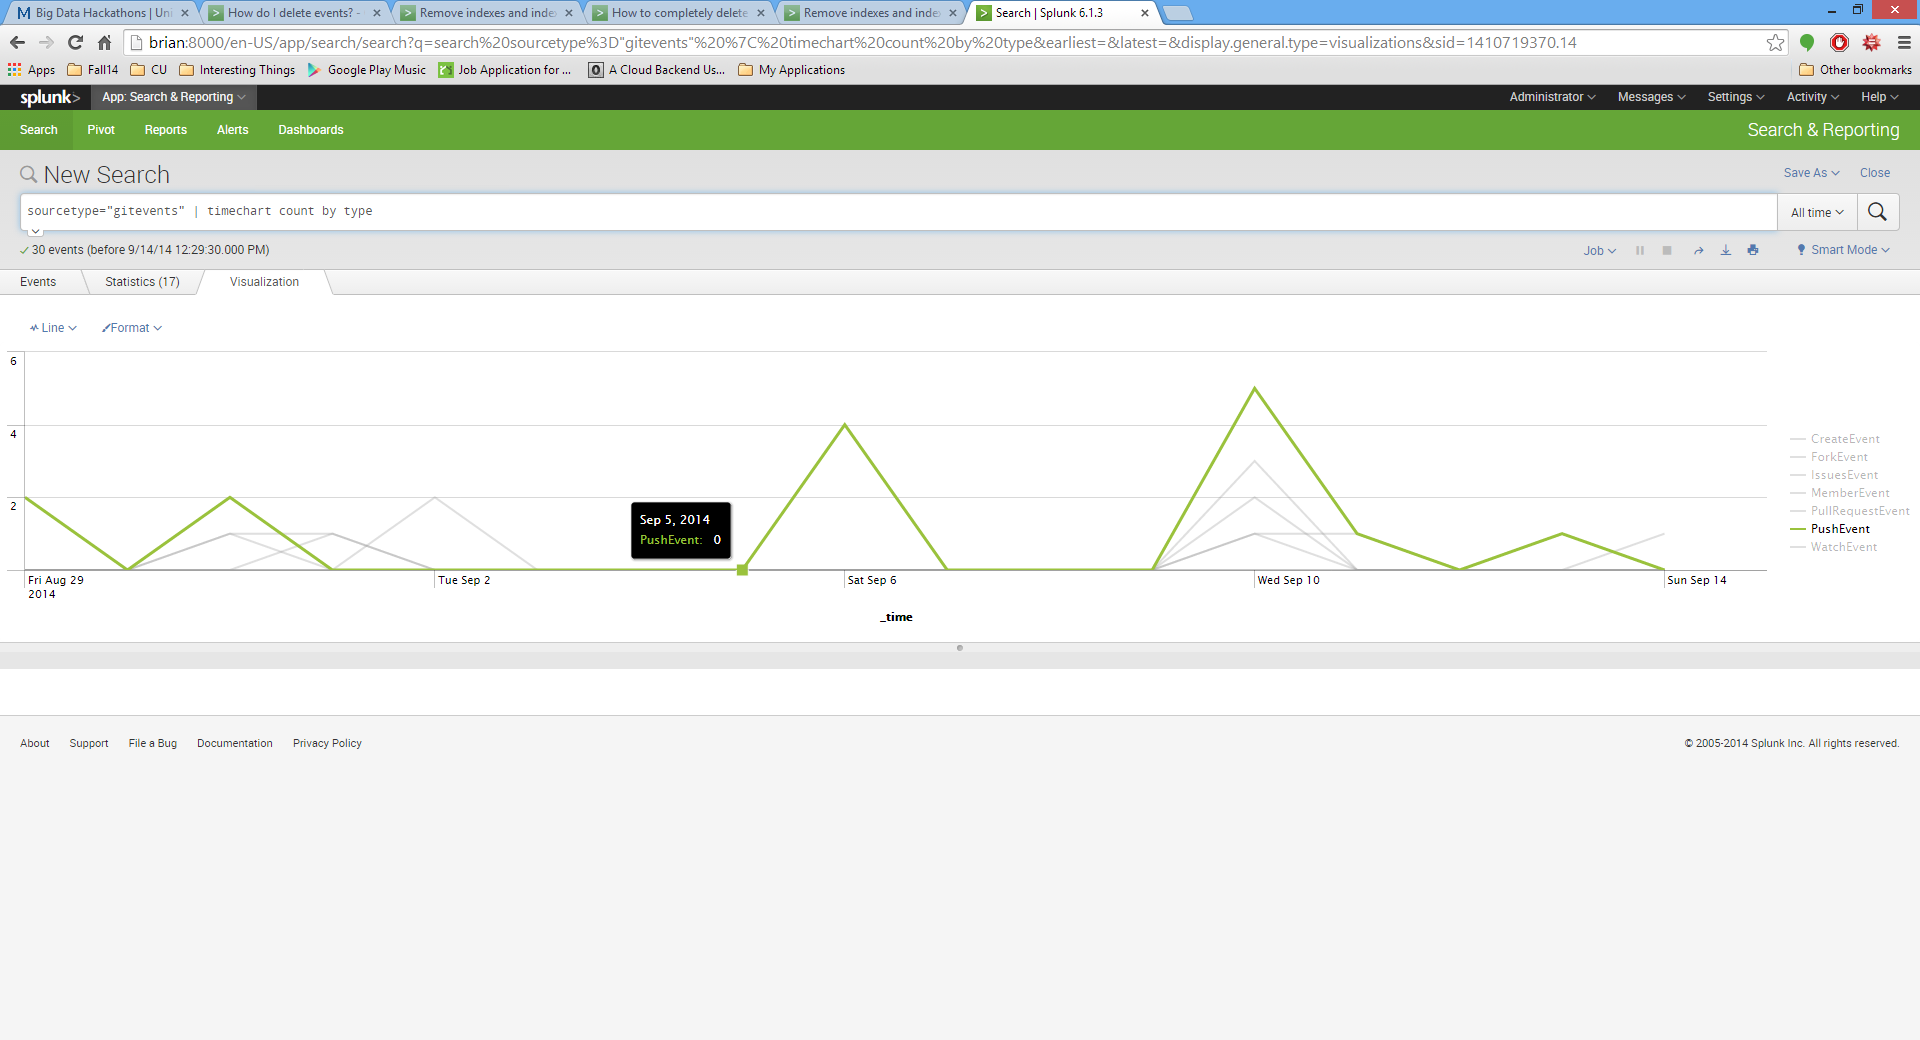 Big Data Hackathons | Uni
How do I delete events? -
Remove indexes and inde
How to completely delete
Remove indexes and inde
Search | Splunk 6.1.3
brian:8000/en-US/app/search/search?q=search%20sourcetype%3D"gitevents"%20%7C%20timechart%20count%20by%20type&earliest=&latest=&display.general.type=visualizations&sid=1410719370.14
Apps Fall14 CU Interesting Things Google Play Music Job Application for ... A Cloud Backend Us... My Applications Other bookmarks
splunk> App: Search & Reporting Administrator Messages Settings Activity Help
Search Pivot Reports Alerts Dashboards Search & Reporting
New Search Save As Close
sourcetype="gitevents" | timechart count by type All time
30 events (before 9/14/14 12:29:30.000 PM) Job Smart Mode
Events Statistics (17) Visualization
Line Format
6
4
2
Sep 5, 2014
PushEvent: 0
CreateEvent
ForkEvent
IssuesEvent
MemberEvent
PullRequestEvent
PushEvent
WatchEvent
Fri Aug 29 Tue Sep 2 Sat Sep 6 Wed Sep 10 Sun Sep 14
2014
_time
About Support File a Bug Documentation Privacy Policy © 2005-2014 Splunk Inc. All rights reserved.